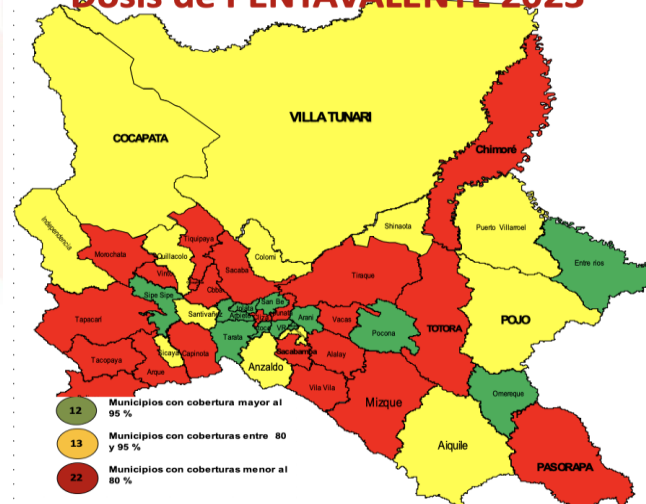 Dosis de PENTAVALENTE 2023
VILLA TUNARI
COCAPATA
Chimoré
Independencia
Shinaota
Puerto Villarroel
Morochata
Quillacolo
Tiquipaya
Colomi
Entre rios
Vinto
Sacaba
Tiraque
Cbba
Sipe Sipe
San Be
Tapacarí
Santivañez
Arani
Vacas
POJO
Pocona
TOTORA
Tarata
Tacopaya
Sicaya
Capinota
Sacabamba
Alalay
Arque
Anzaldo
Vila Vila
Mizque
Omereque
Aiquile
PASORAPA
12
Municipios con cobertura mayor al
95 %
13
Municipios con coberturas entre 80
y 95 %
22
Municipios con coberturas menor al
80 %